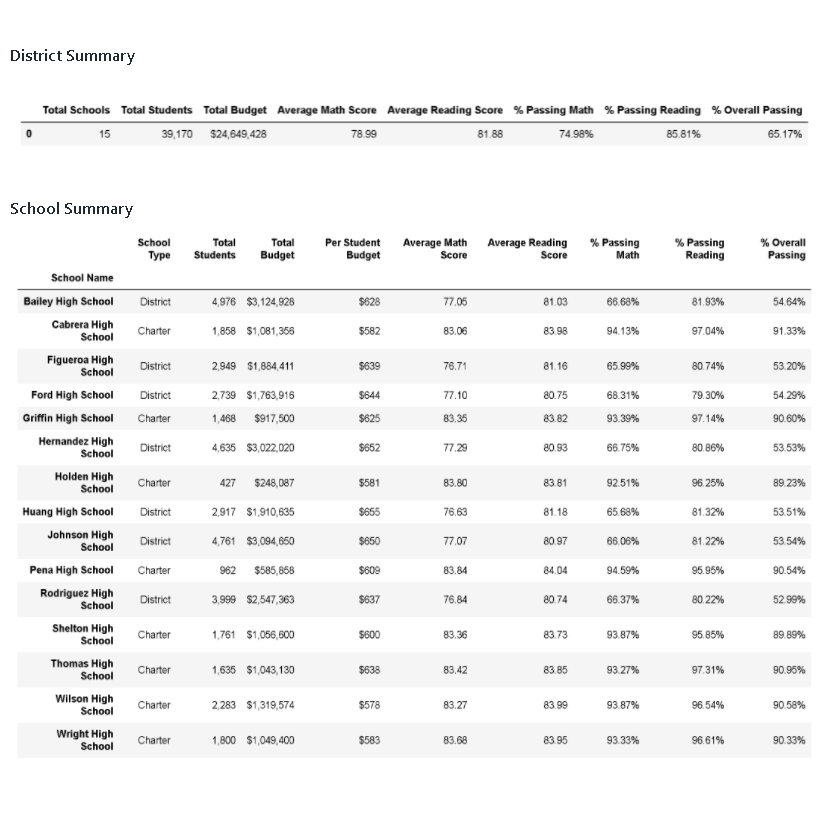 District Summary
Total Schools Total Students Total Budget Average Math Score Average Reading Score % Passing Math % Passing Reading % Overall Passing
0 15 39,170 $24,649,428 78.99 81.88 74.98% 85.81% 65.17%
School Summary
School Type Total Students Total Budget Per Student Budget Average Math Score Average Reading Score % Passing Math % Passing Reading % Overall Passing
School Name
Bailey High School District 4,976 $3,124,928 $628 77.05 81.03 66.68% 81.93% 54.64%
Cabrera High School Charter 1,858 $1,081,356 $582 83.06 83.98 94.13% 97.04% 91.33%
Figueroa High School District 2,949 $1,884,411 $639 76.71 81.16 65.99% 80.74% 53.20%
Ford High School District 2,739 $1,763,916 $644 77.10 80.75 68.31% 79.30% 54.29%
Griffin High School Charter 1,468 $917,500 $625 83.35 83.82 93.39% 97.14% 90.60%
Hernandez High School District 4,635 $3,022,020 $652 77.29 80.93 66.75% 80.86% 53.53%
Holden High School Charter 427 $248,087 $581 83.80 83.81 92.51% 96.25% 89.23%
Huang High School District 2,917 $1,910,635 $655 76.63 81.18 65.68% 81.32% 53.51%
Johnson High School District 4,761 $3,094,650 $650 77.07 80.97 66.06% 81.22% 53.54%
Pena High School Charter 962 $585,858 $609 83.84 84.04 94.59% 95.95% 90.54%
Rodriguez High School District 3,999 $2,547,363 $637 76.84 80.74 66.37% 80.22% 52.99%
Shelton High School Charter 1,761 $1,056,600 $600 83.36 83.73 93.87% 95.85% 89.89%
Thomas High School Charter 1,635 $1,043,130 $638 83.42 83.85 93.27% 97.31% 90.95%
Wilson High School Charter 2,283 $1,319,574 $578 83.27 83.99 93.87% 96.54% 90.58%
Wright High School Charter 1,800 $1,049,400 $583 83.68 83.95 93.33% 96.61% 90.33%